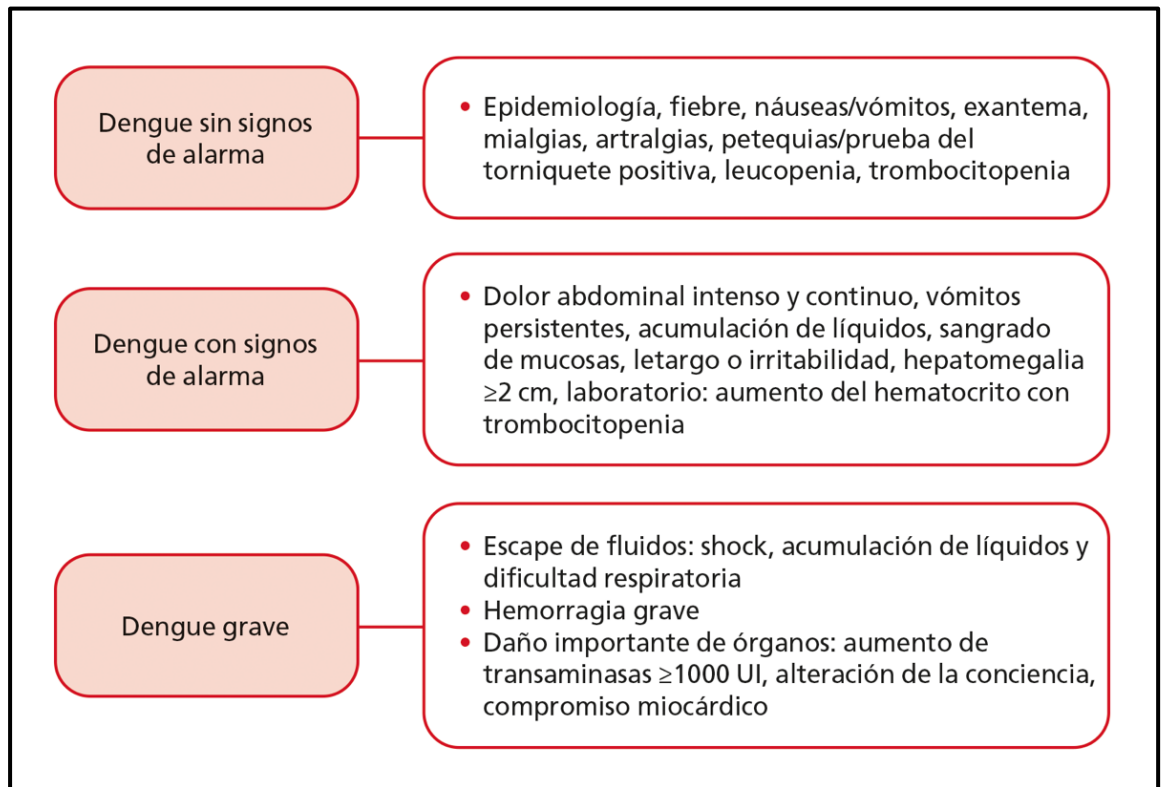 Dengue sin signos
de alarma
• Epidemiología, fiebre, náuseas/vómitos, exantema,
mialgias, artralgias, petequias/prueba del
torniquete positiva, leucopenia, trombocitopenia
Dengue con signos
de alarma
• Dolor abdominal intenso y continuo, vómitos
persistentes, acumulación de líquidos, sangrado
de mucosas, letargo o irritabilidad, hepatomegalia
≥2 cm, laboratorio: aumento del hematocrito con
trombocitopenia
Dengue grave
• Escape de fluidos: shock, acumulación de líquidos y
dificultad respiratoria
• Hemorragia grave
• Daño importante de órganos: aumento de
transaminasas ≥1000 UI, alteración de la conciencia,
compromiso miocárdico